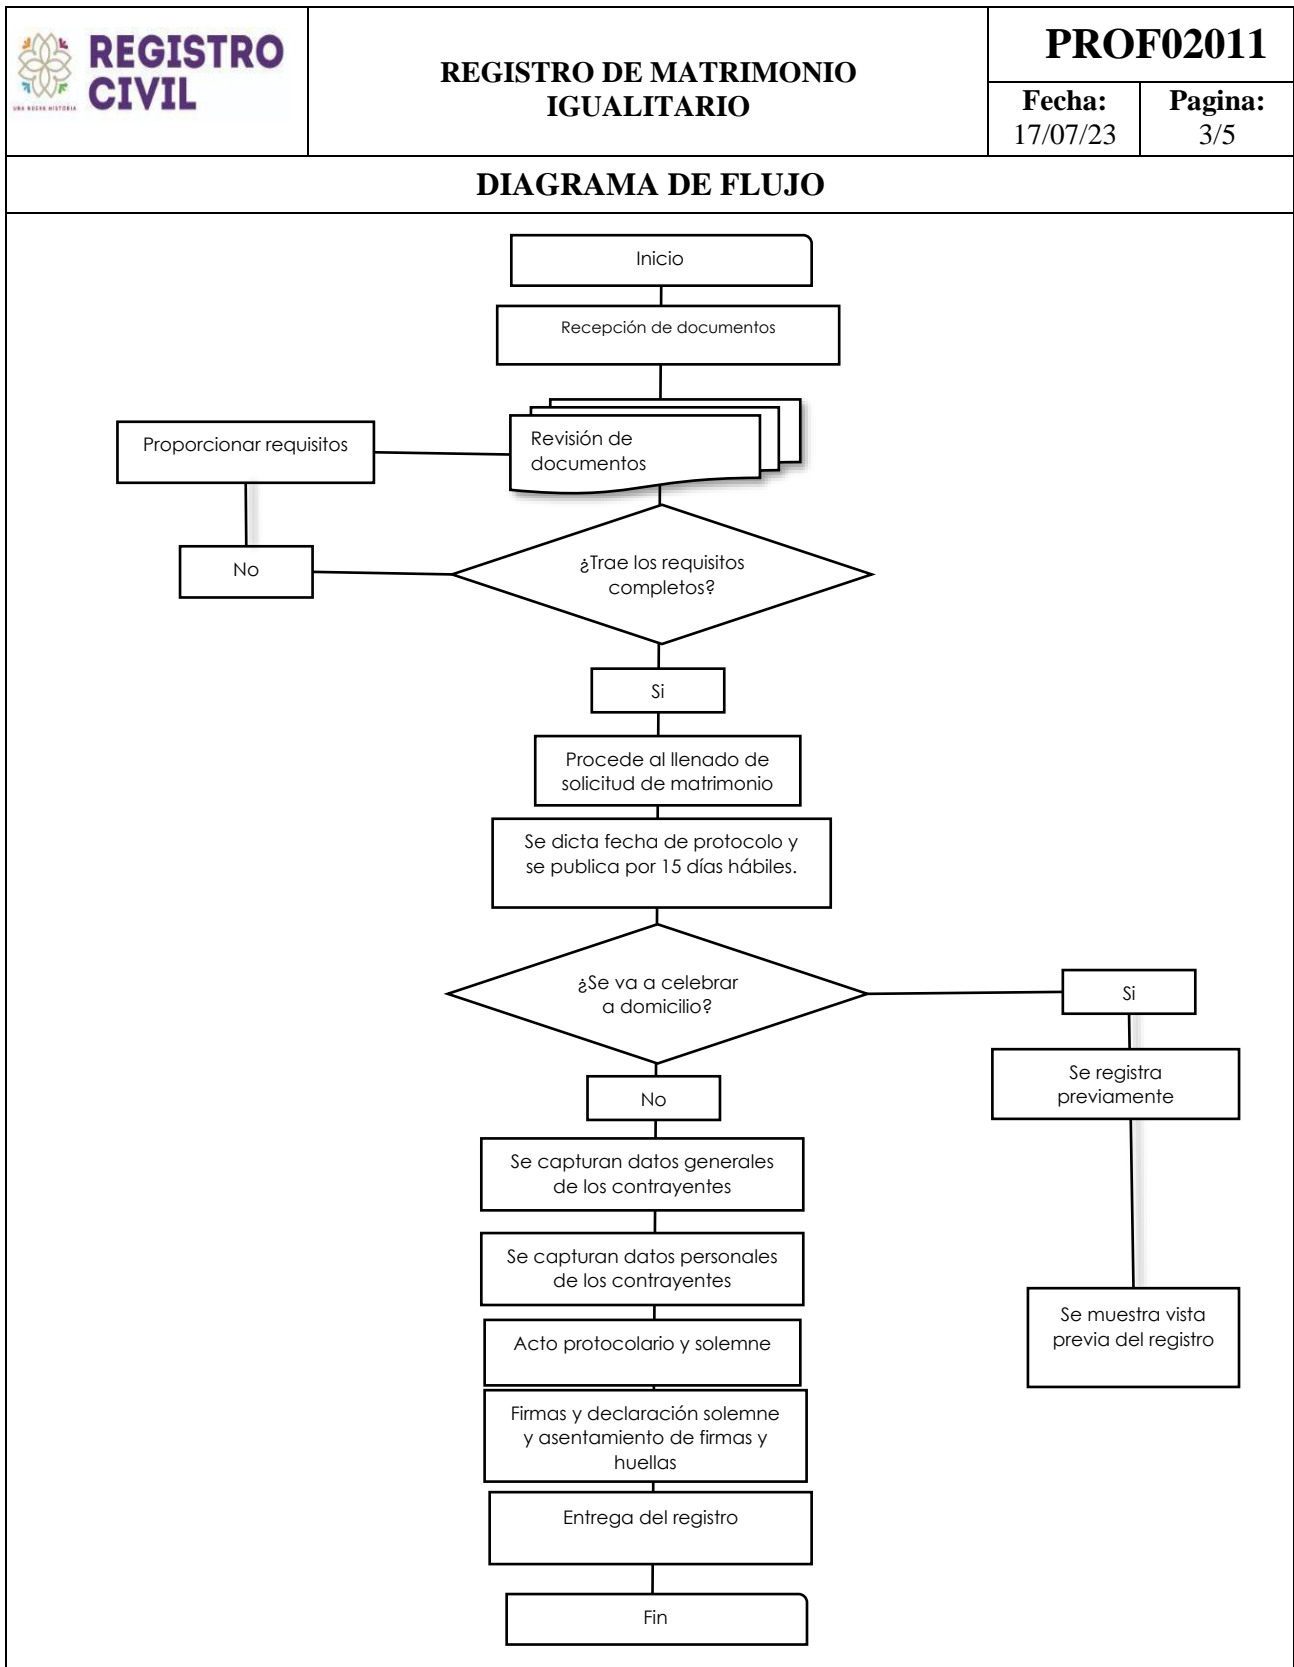 REGISTRO
CIVIL
UNA NUEVA HISTORIA
REGISTRO DE MATRIMONIO
IGUALITARIO
PROF02011
Fecha:
17/07/23
Pagina:
3/5
DIAGRAMA DE FLUJO
Inicio
Recepción de documentos
Proporcionar requisitos
Revisión de
documentos
No
¿Trae los requisitos
completos?
Si
Procede al llenado de
solicitud de matrimonio
Se dicta fecha de protocolo y
se publica por 15 días hábiles.
¿Se va a celebrar
a domicilio?
Si
Se registra
previamente
No
Se capturan datos generales
de los contrayentes
Se capturan datos personales
de los contrayentes
Se muestra vista
previa del registro
Acto protocolario y solemne
Firmas y declaración solemne
y asentamiento de firmas y
huellas
Entrega del registro
Fin